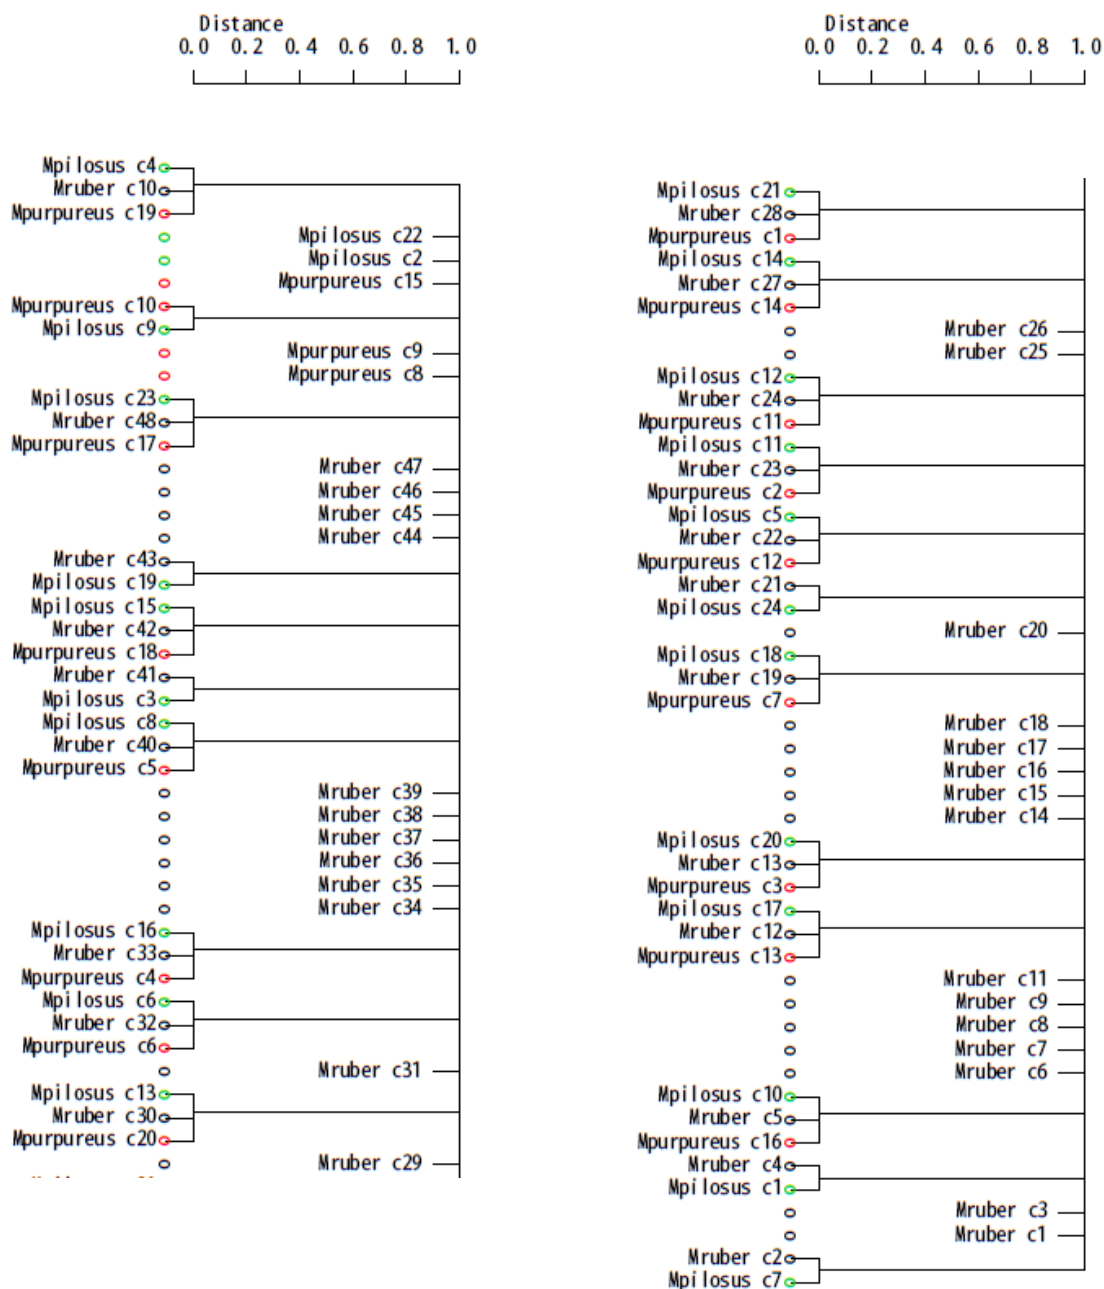 Distance
0.0 0.2 0.4 0.6 0.8 1.0
Mpilosus c4
Mruber c10
Mpurpureus c19
Mpilosus c22
Mpilosus c2
Mpurpureus c15
Mpurpureus c10
Mpilosus c9
Mpurpureus c9
Mpurpureus c8
Mpilosus c23
Mruber c48
Mpurpureus c17
Mruber c47
Mruber c46
Mruber c45
Mruber c44
Mruber c43
Mpilosus c19
Mpilosus c15
Mruber c42
Mpurpureus c18
Mruber c41
Mpilosus c3
Mpilosus c8
Mruber c40
Mpurpureus c5
Mruber c39
Mruber c38
Mruber c37
Mruber c36
Mruber c35
Mruber c34
Mpilosus c16
Mruber c33
Mpurpureus c4
Mpilosus c6
Mruber c32
Mpurpureus c6
Mruber c31
Mpilosus c13
Mruber c30
Mpurpureus c20
Mruber c29
Distance
0.0 0.2 0.4 0.6 0.8 1.0
Mpilosus c21
Mruber c28
Mpurpureus c1
Mpilosus c14
Mruber c27
Mpurpureus c14
Mruber c26
Mruber c25
Mpilosus c12
Mruber c24
Mpurpureus c11
Mpilosus c11
Mruber c23
Mpurpureus c2
Mpilosus c5
Mruber c22
Mpurpureus c12
Mruber c21
Mpilosus c24
Mruber c20
Mpilosus c18
Mruber c19
Mpurpureus c7
Mruber c18
Mruber c17
Mruber c16
Mruber c15
Mruber c14
Mpilosus c20
Mruber c13
Mpurpureus c3
Mpilosus c17
Mruber c12
Mpurpureus c13
Mruber c11
Mruber c9
Mruber c8
Mruber c7
Mruber c6
Mpilosus c10
Mruber c5
Mpurpureus c16
Mruber c4
Mpilosus c1
Mruber c3
Mruber c1
Mruber c2
Mpilosus c7